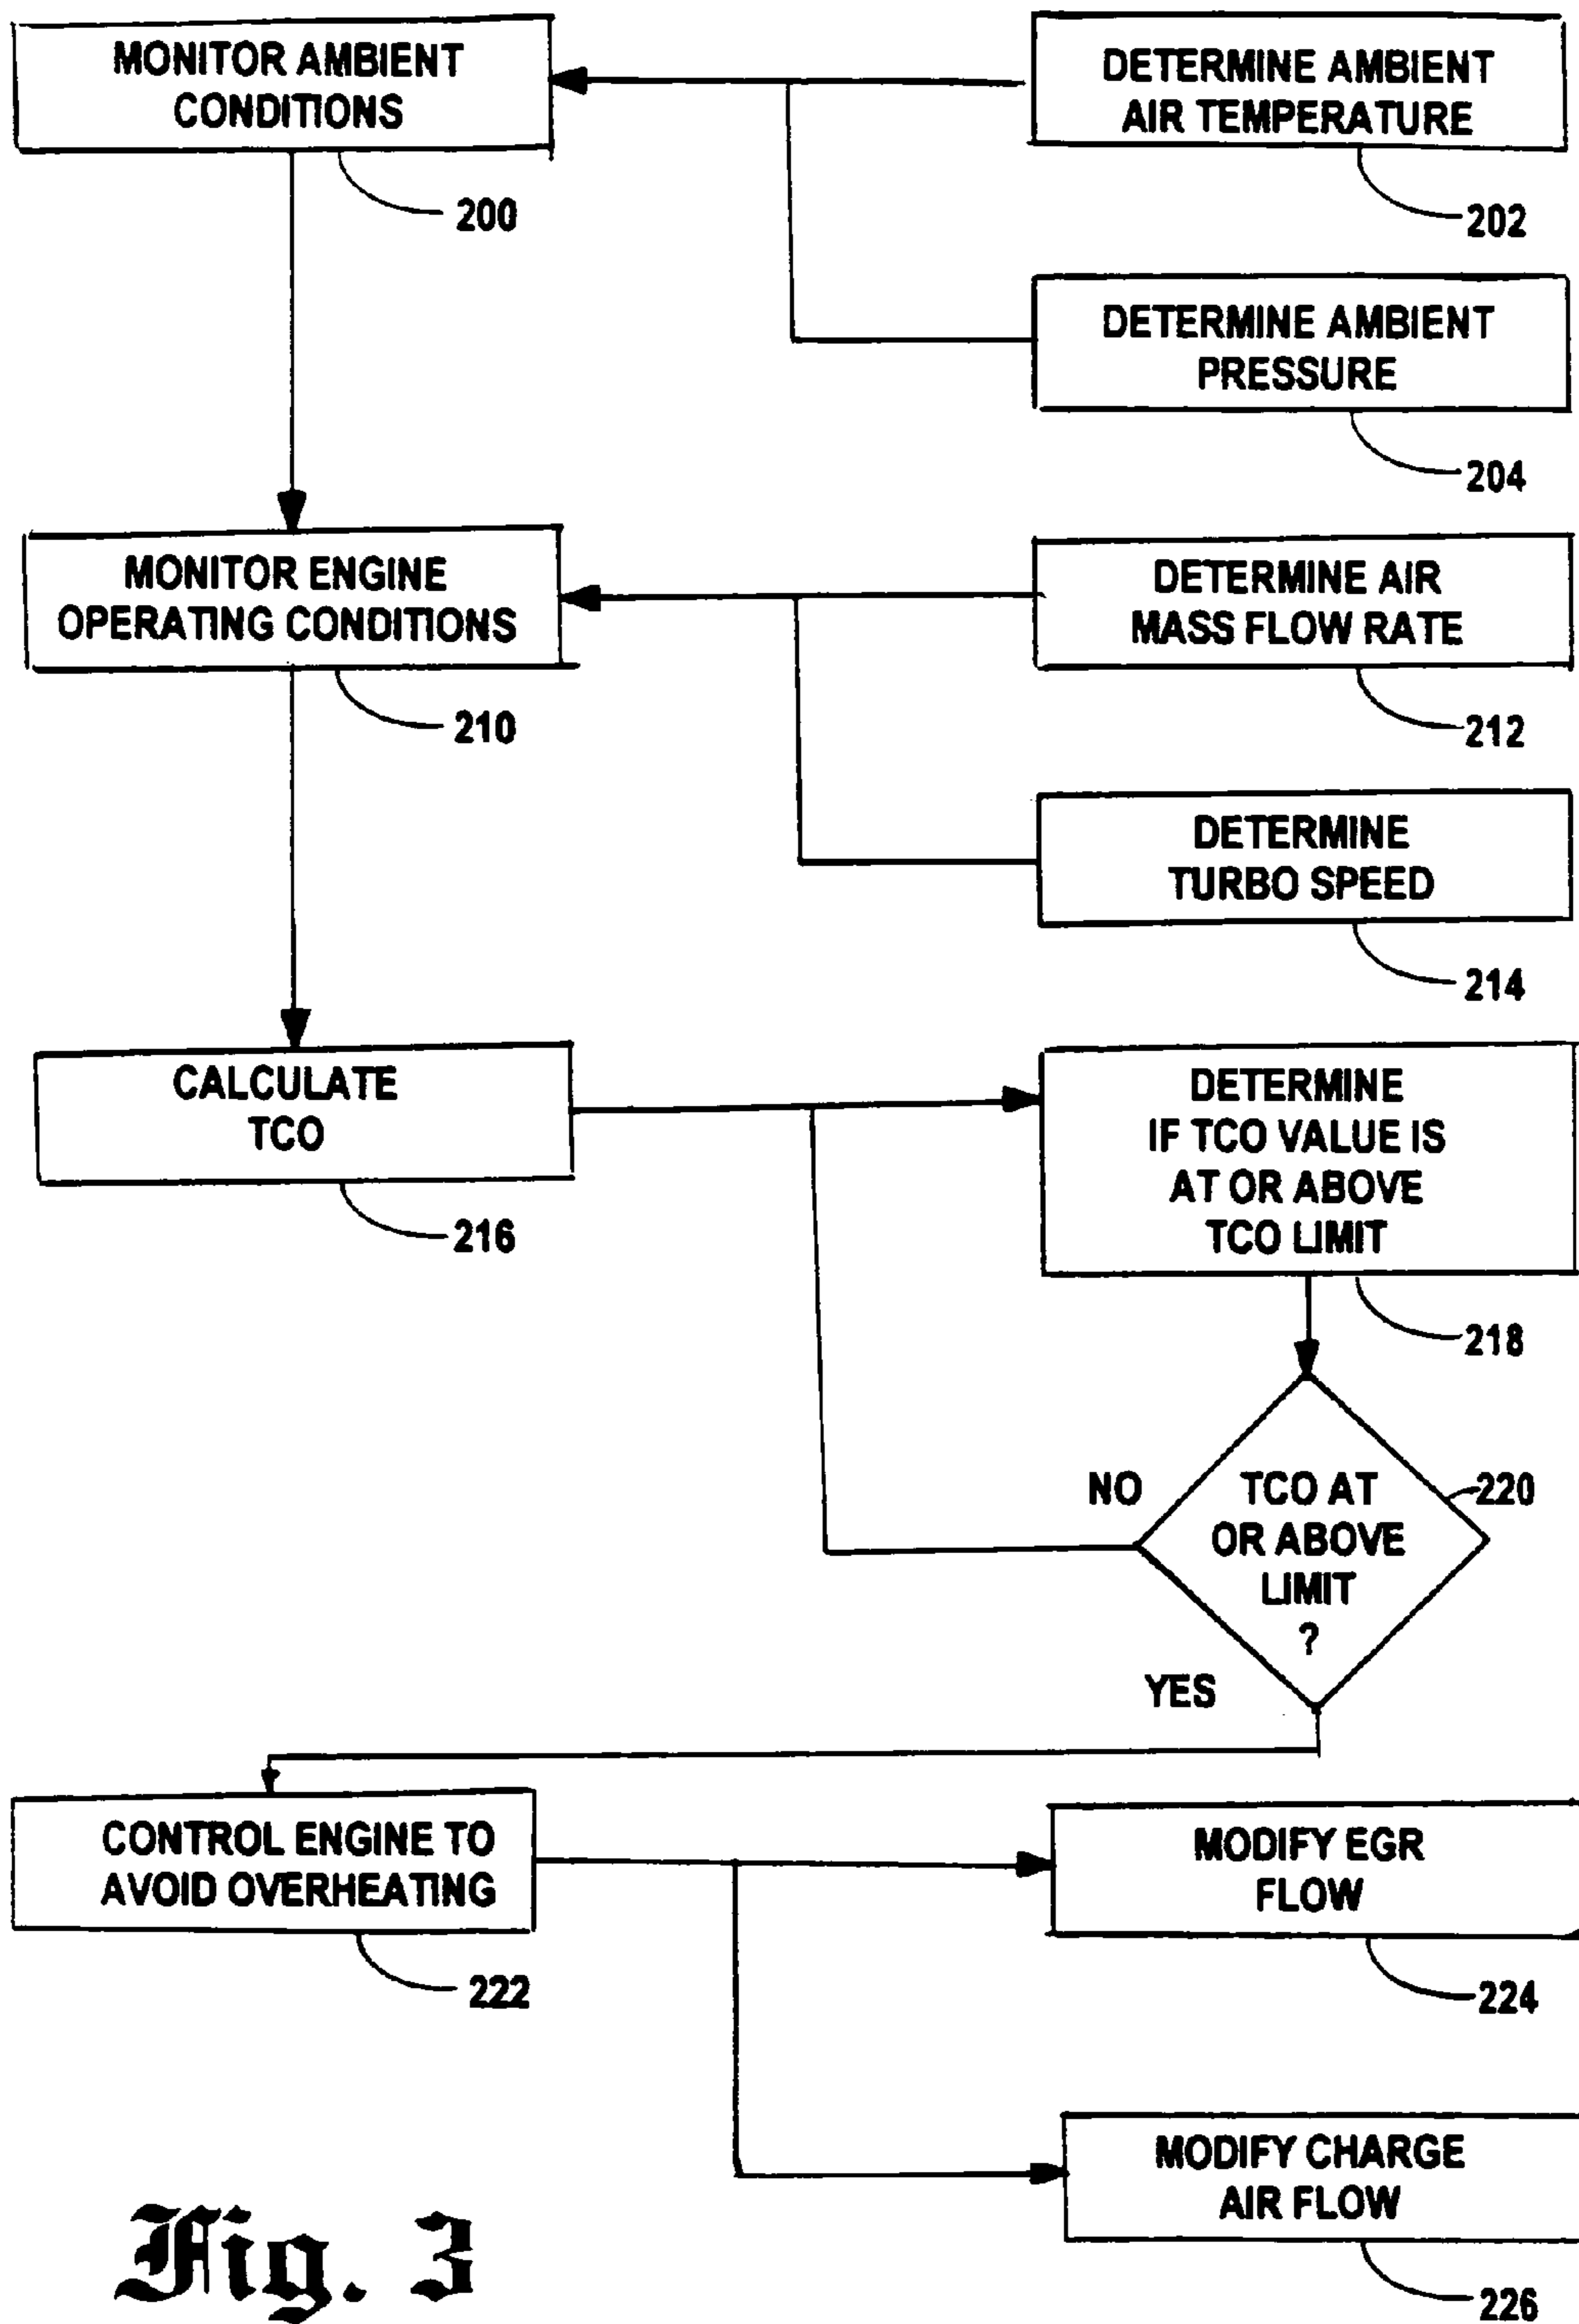 MONITOR AMBIENT
CONDITIONS
200
DETERMINE AMBIENT
AIR TEMPERATURE
202
DETERMINE AMBIENT
PRESSURE
204
MONITOR ENGINE
OPERATING CONDITIONS
210
DETERMINE AIR
MASS FLOW RATE
212
DETERMINE
TURBO SPEED
214
CALCULATE
TCO
216
DETERMINE
IF TCO VALUE IS
AT OR ABOVE
TCO LIMIT
218
NO
TCO AT
OR ABOVE
LIMIT
?
220
YES
CONTROL ENGINE TO
AVOID OVERHEATING
222
MODIFY EGR
FLOW
224
MODIFY CHARGE
AIR FLOW
226
Fig. 3